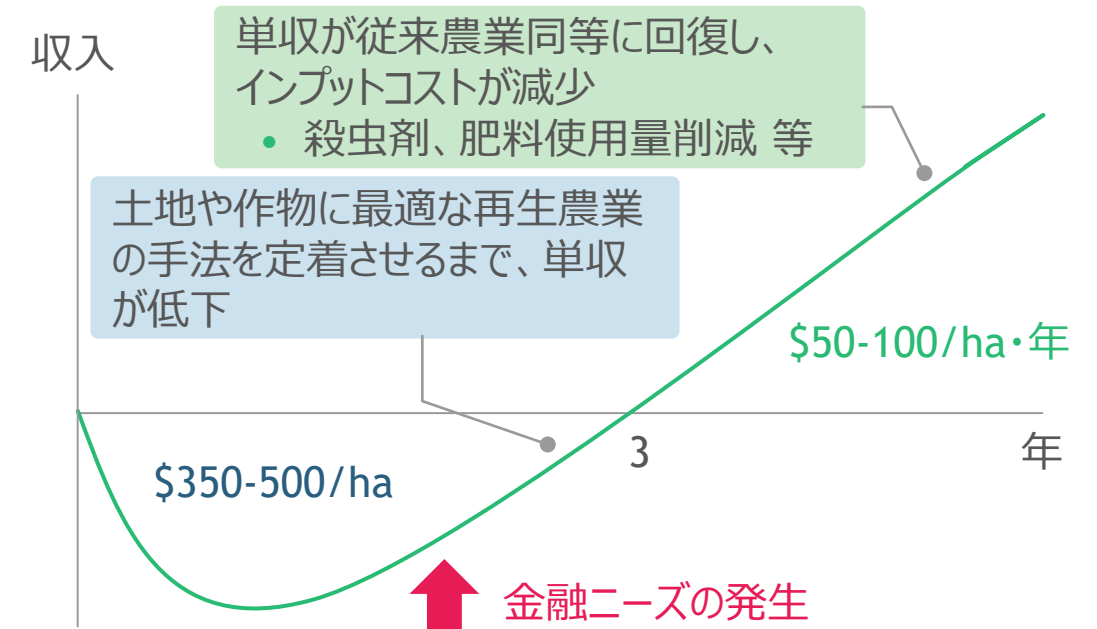 収入
単収が従来農業同等に回復し、
インプットコストが減少
• 殺虫剤、肥料使用量削減 等
土地や作物に最適な再生農業
の手法を定着させるまで、単収
が低下
$50-100/ha・年
3
年
$350-500/ha
金融ニーズの発生